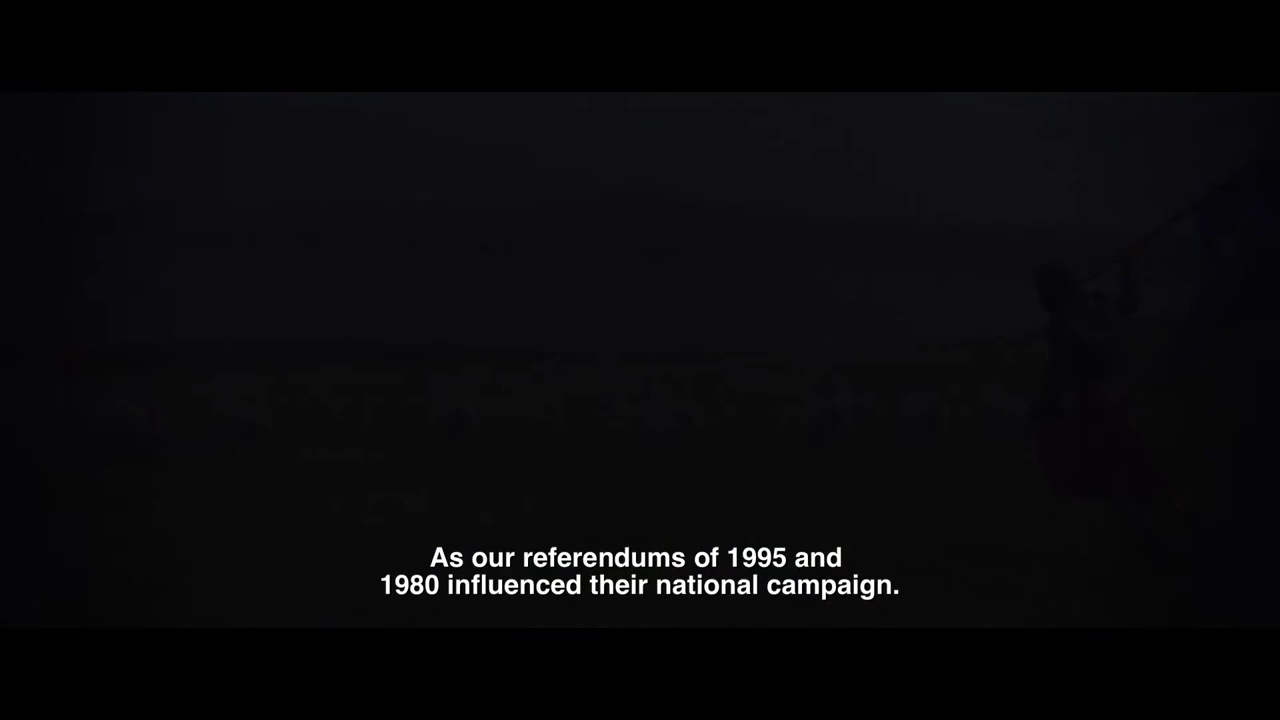 As our referendums of 1995 and
1980 influenced their national campaign.